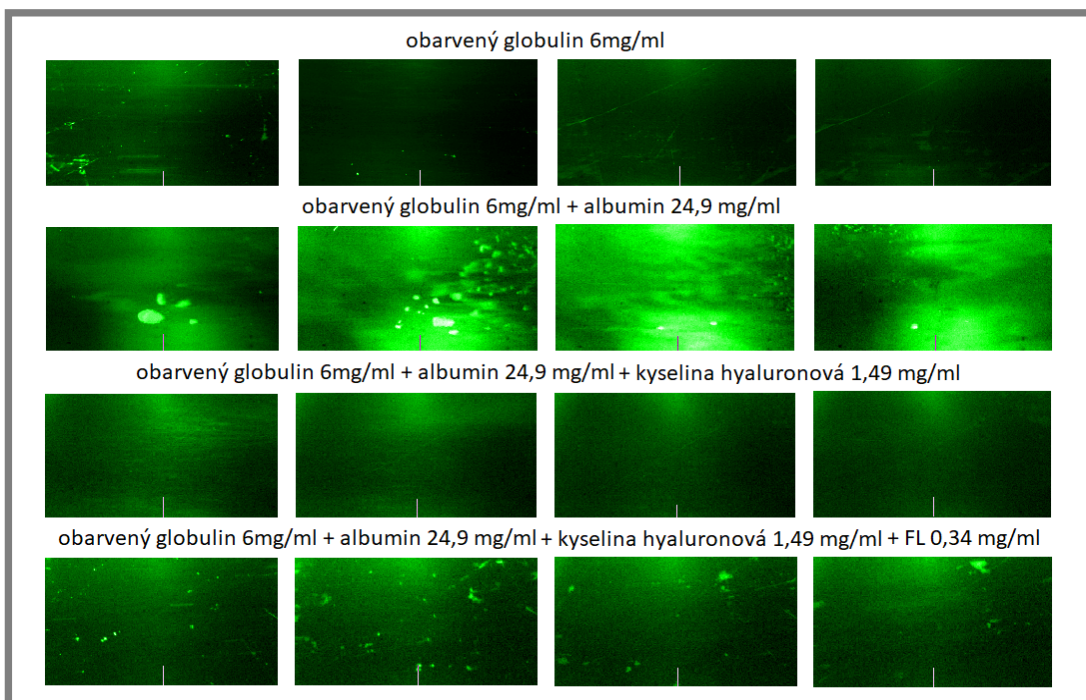 obarvený globulin 6mg/ml
obarvený globulin 6mg/ml + albumin 24,9 mg/ml
obarvený globulin 6mg/ml + albumin 24,9 mg/ml + kyselina hyaluronová 1,49 mg/ml
obarvený globulin 6mg/ml + albumin 24,9 mg/ml + kyselina hyaluronová 1,49 mg/ml + FL 0,34 mg/ml